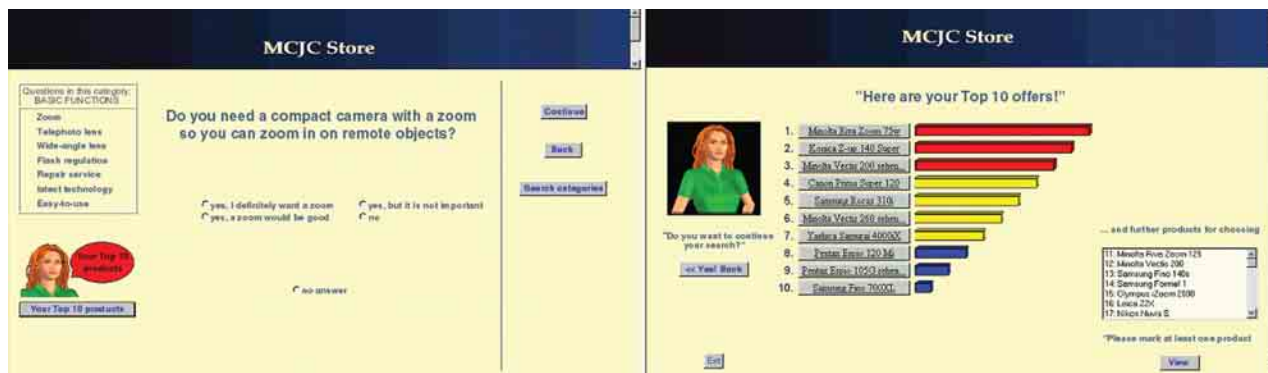 MCJC Store
Questions in this category:
BASIC FUNCTIONS
Zoom
Telephoto lens
Wide-angle lens
Flash regulation
Repair service
latest technology
Easy-to-use
Do you need a compact camera with a zoom
so you can zoom in on remote objects?
yes, I definitely want a zoom
yes, but it is not important
yes, a zoom would be good
no
no answer
Your Top 10
products
Your Top 10 products
Continue
Back
Search categories
MCJC Store
"Here are your Top 10 offers!"
"Do you want to continue
your search?"
<< Yes! Back
Exit
1. Minolta Riva Zoom 75w
2. Konica Z-up 140 Super
3. Minolta Vectis 200
4. Canon Prima Super 120
5. Samsung Rocas 310i
6. Minolta Vectis 260
7. Yashica Samurai 4000iX
8. Pentax Espio 120 Mi
9. Pentax Espio 105G
10. Samsung Fino 700XL
... and further products for choosing
11: Minolta Riva Zoom 125
12: Minolta Vectis 200
13: Samsung Fino 140s
14: Samsung Formel 1
15: Olympus iZoom 2500
16: Leica Z2X
17: Nikon Nuvis S
"Please mark at least one product
View